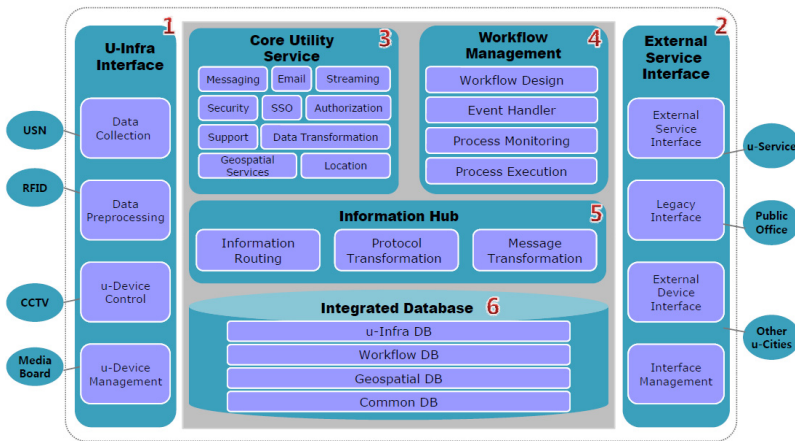 1
U-Infra
Interface
Data
Collection
Data
Preprocessing
u-Device
Control
u-Device
Management
USN
RFID
CCTV
Media
Board
3
Core Utility
Service
Messaging
Email
Streaming
Security
SSO
Authorization
Support
Data Transformation
Geospatial
Services
Location
4
Workflow
Management
Workflow Design
Event Handler
Process Monitoring
Process Execution
5
Information Hub
Information
Routing
Protocol
Transformation
Message
Transformation
6
Integrated Database
u-Infra DB
Workflow DB
Geospatial DB
Common DB
2
External
Service
Interface
External
Service
Interface
Legacy
Interface
External
Device
Interface
Interface
Management
u-Service
Public
Office
Other
u-Cities